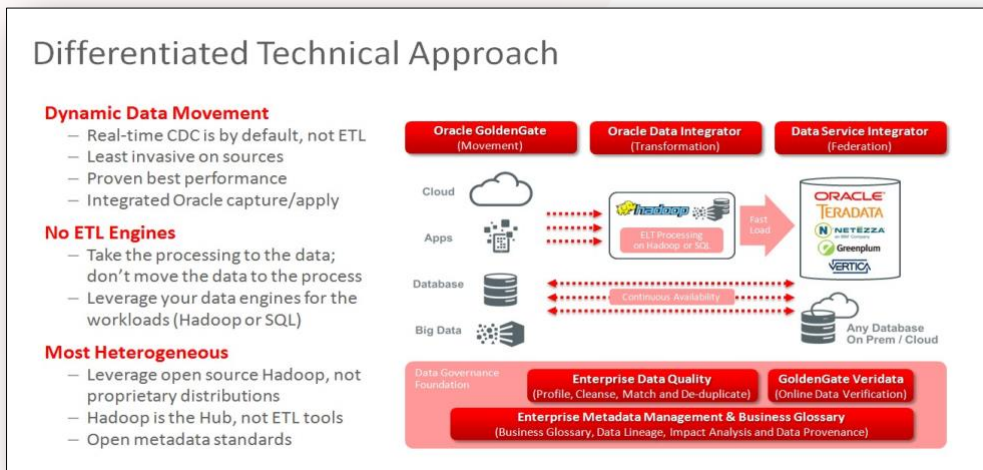 Differentiated Technical Approach
Dynamic Data Movement
– Real-time CDC is by default, not ETL
– Least invasive on sources
– Proven best performance
– Integrated Oracle capture/apply
No ETL Engines
– Take the processing to the data;
don't move the data to the process
– Leverage your data engines for the
workloads (Hadoop or SQL)
Most Heterogeneous
– Leverage open source Hadoop, not
proprietary distributions
– Hadoop is the Hub, not ETL tools
– Open metadata standards
Oracle GoldenGate
(Movement)
Oracle Data Integrator
(Transformation)
Data Service Integrator
(Federation)
Cloud
Apps
Database
Big Data
hadoop
ELT Processing
on Hadoop or SQL
Fast
Load
ORACLE
TERADATA
N NETEZZA
an IBM Company
Greenplum
VERTICA
Continuous Availability
Any Database
On Prem / Cloud
Data Governance
Foundation
Enterprise Data Quality
(Profile, Cleanse, Match and De-duplicate)
GoldenGate Veridata
(Online Data Verification)
Enterprise Metadata Management & Business Glossary
(Business Glossary, Data Lineage, Impact Analysis and Data Provenance)